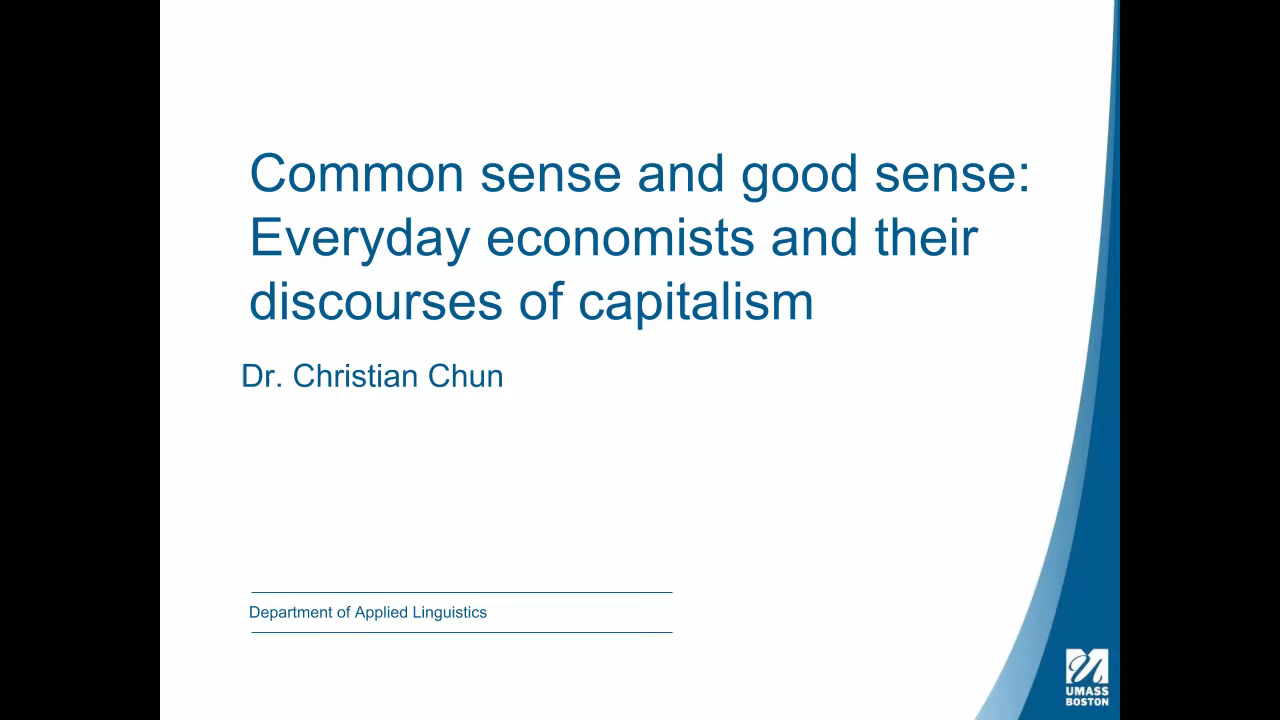 Common sense and good sense:
Everyday economists and their
discourses of capitalism
Dr. Christian Chun
Department of Applied Linguistics
UMASS
BOSTON